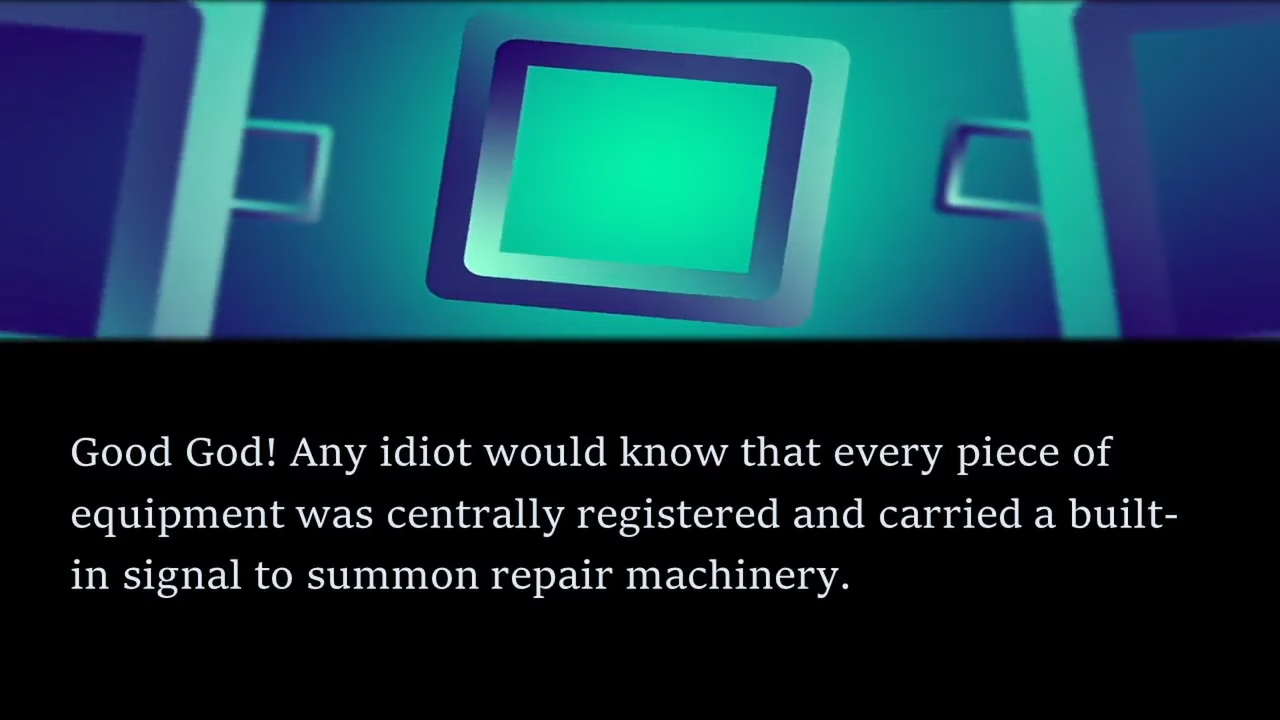 Good God! Any idiot would know that every piece of
equipment was centrally registered and carried a built-
in signal to summon repair machinery.